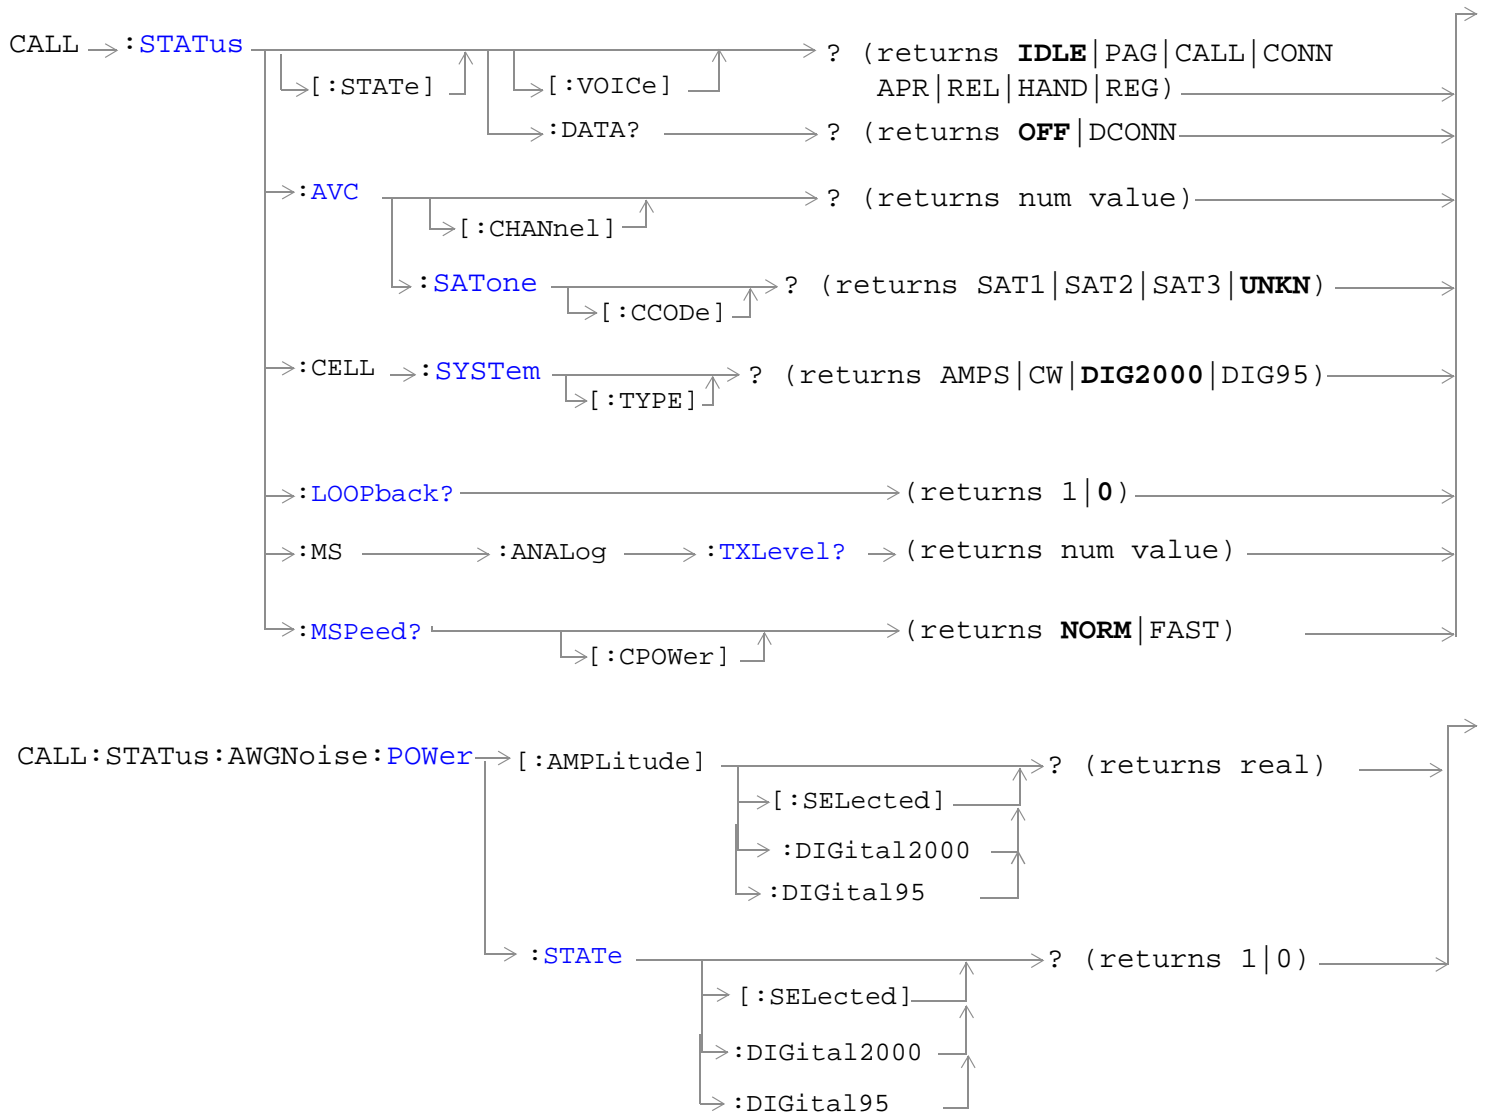 CALL :STATus ? (returns IDLE|PAG|CALL|CONN
[:STATe] [:VOICe] APR|REL|HAND|REG)
:DATA? ? (returns OFF|DCONN
:AVC ? (returns num value)
[:CHANnel]
:SATone ? (returns SAT1|SAT2|SAT3|UNKN)
[:CCODe]
:CELL :SYSTem ? (returns AMPS|CW|DIG2000|DIG95)
[:TYPE]
:LOOPback? (returns 1|0)
:MS :ANALog :TXLevel? (returns num value)
:MSPeed? (returns NORM|FAST)
[:CPOWer]
CALL:STATus:AWGNoise:POWer [:AMPLitude] ? (returns real)
[:SELected]
:DIGital2000
:DIGital95
:STATe ? (returns 1|0)
[:SELected]
:DIGital2000
:DIGital95